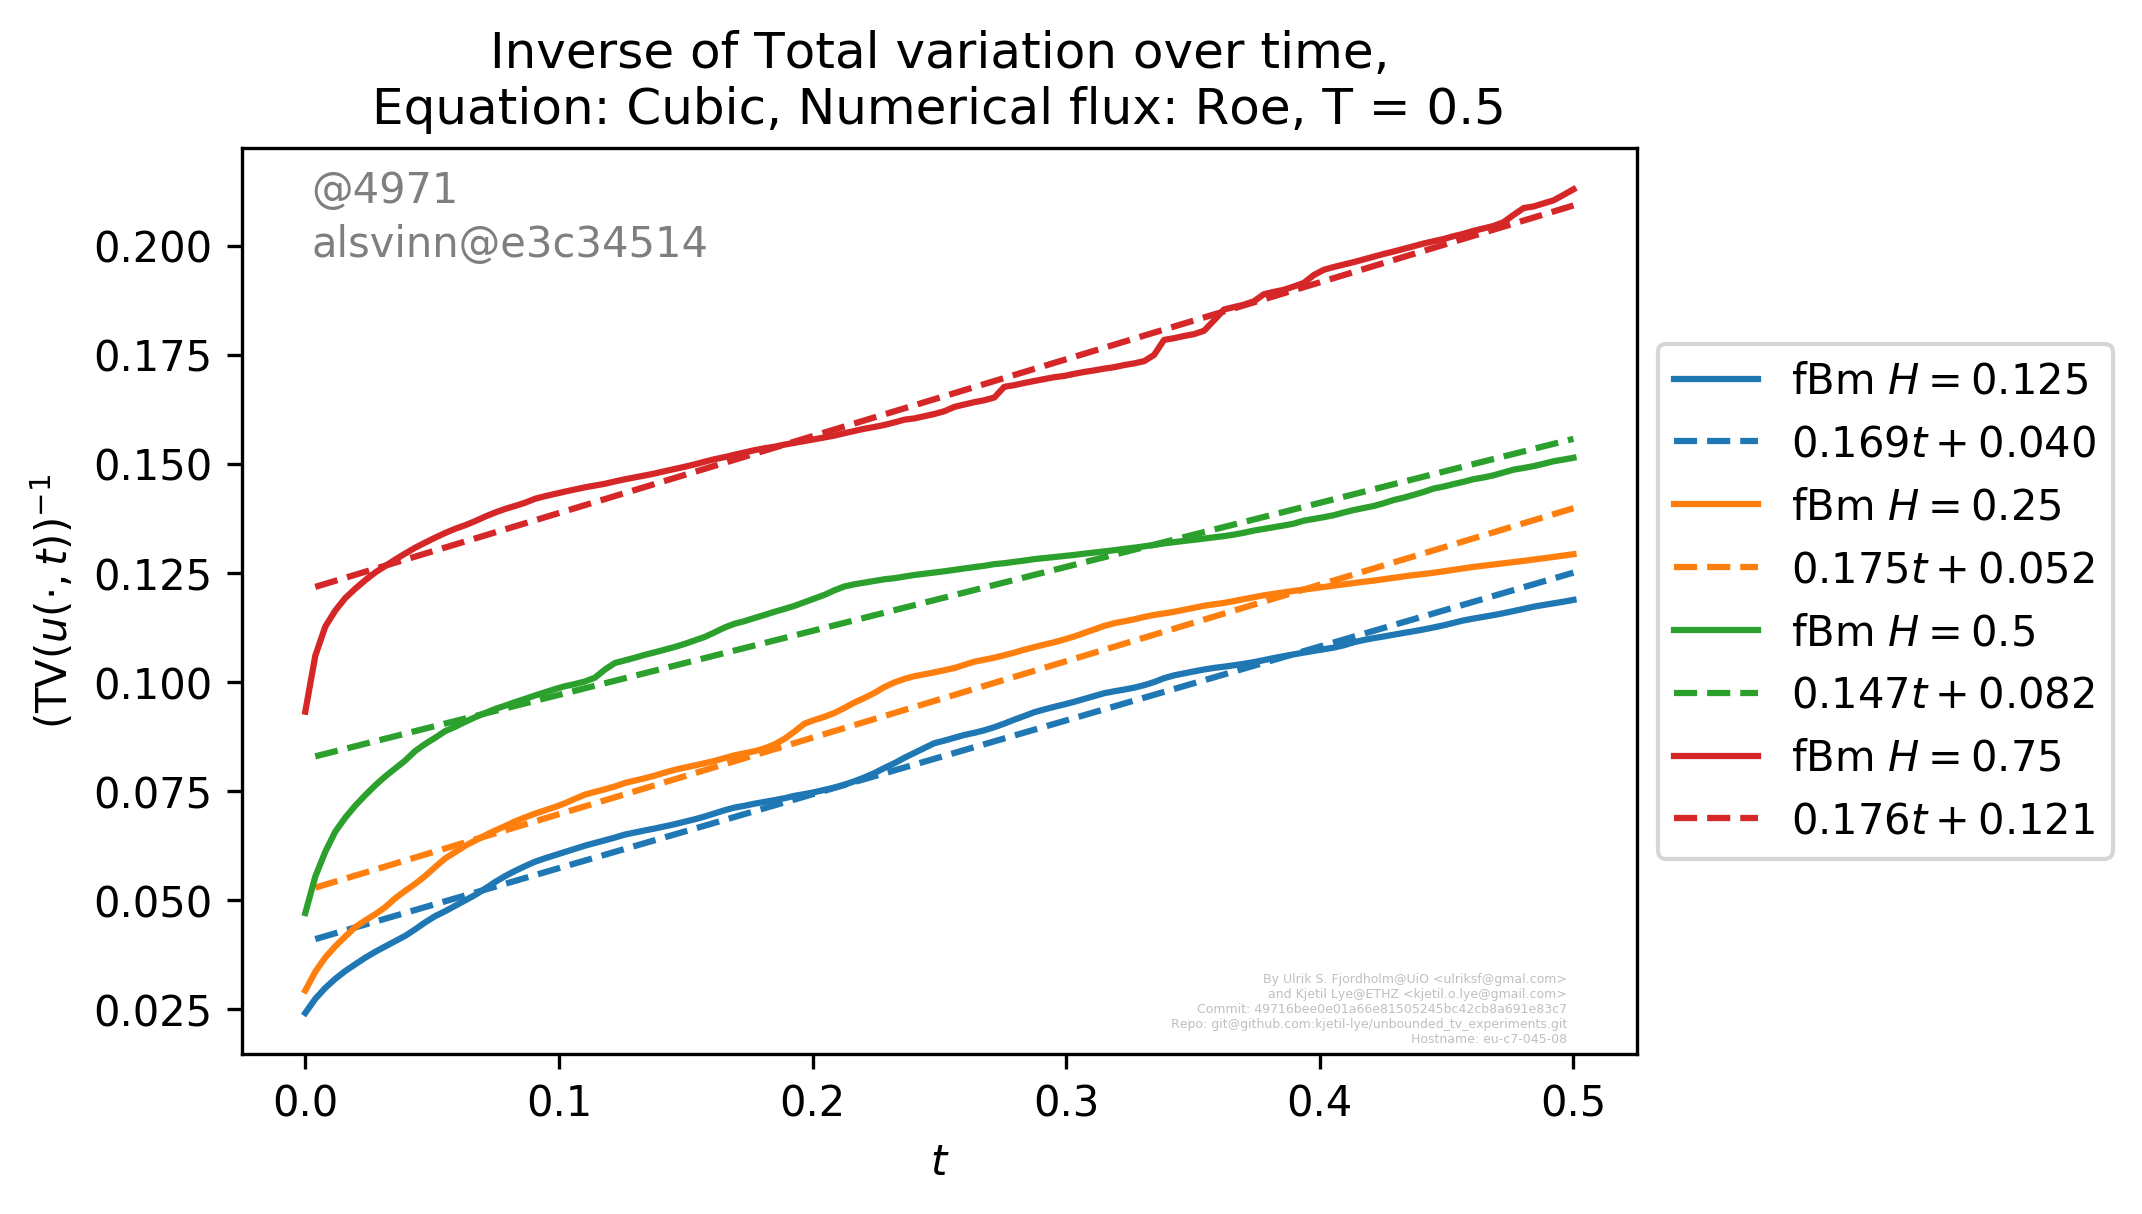 Inverse of Total variation over time,
Equation: Cubic, Numerical flux: Roe, T = 0.5
@4971
alsvinn@e3c34514
0.200
0.175
0.150
0.125
0.100
0.075
0.050
0.025
(TV(u(·, t))⁻¹
0.0 0.1 0.2 0.3 0.4 0.5
t
fBm H = 0.125
0.169t + 0.040
fBm H = 0.25
0.175t + 0.052
fBm H = 0.5
0.147t + 0.082
fBm H = 0.75
0.176t + 0.121
By Ulrik S. Fjordholm@UiO <ulriksf@gmal.com>
and Kjetil Lye@ETHZ <kjetil.o.lye@gmail.com>
Commit: 49716bee0e01a66e81505245bc42cb8a691e83c7
Repo: git@github.com:kjetil-lye/unbounded_tv_experiments.git
Hostname: eu-c7-045-08